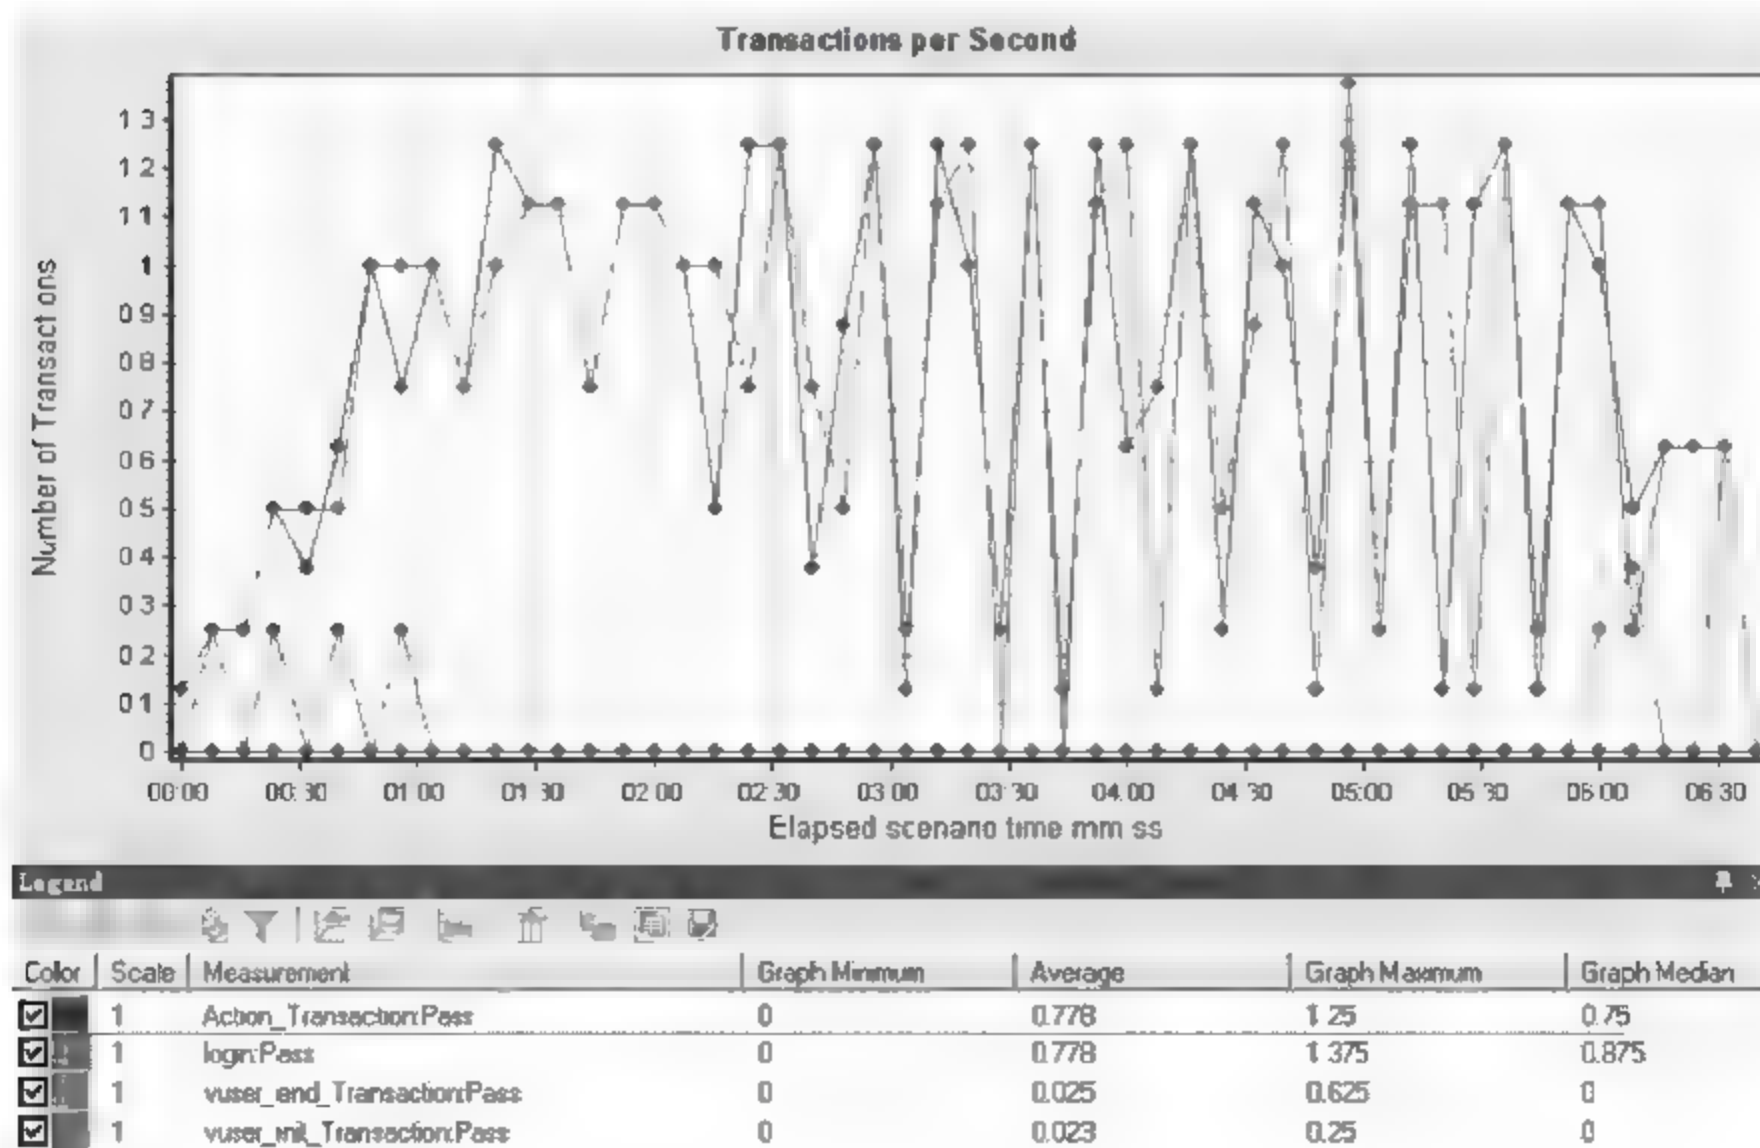 Transactions per Second
Number of Transactions
1.3
1.2
1.1
1
0.9
0.8
0.7
0.6
0.5
0.4
0.3
0.2
0.1
0
00:00 00:30 01:00 01:30 02:00 02:30 03:00 03:30 04:00 04:30 05:00 05:30 06:00 06:30
Elapsed scenario time mm:ss
Legend
Color Scale Measurement Graph Minimum Average Graph Maximum Graph Median
1 Action_Transaction:Pass 0 0.778 1.25 0.75
1 login:Pass 0 0.778 1.375 0.875
1 vuser_end_Transaction:Pass 0 0.025 0.625 0
1 vuser_init_Transaction:Pass 0 0.023 0.25 0